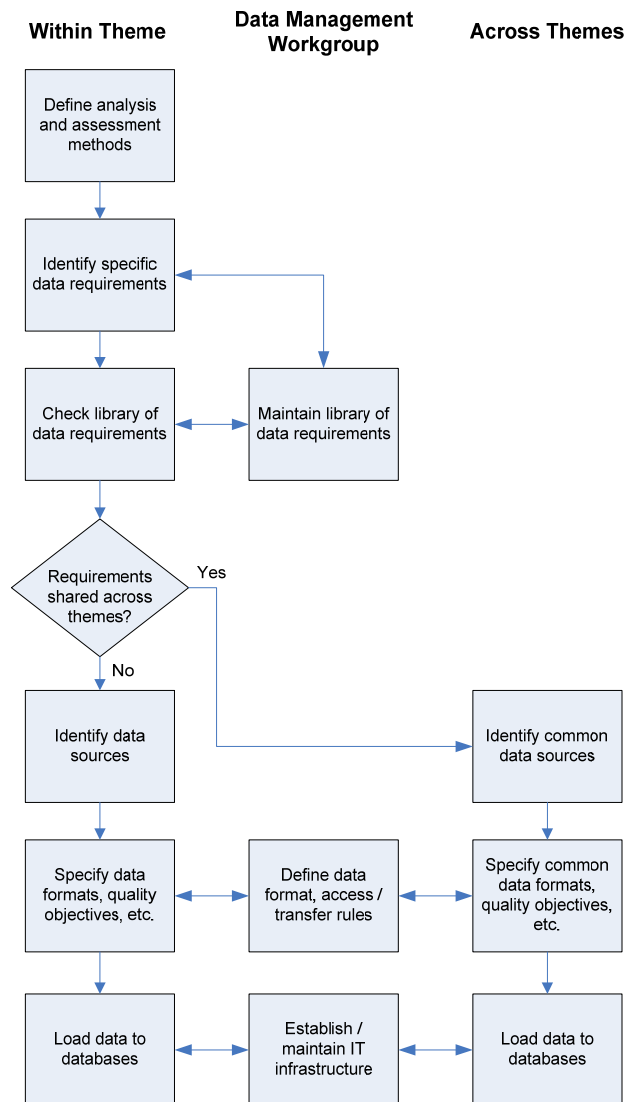 Within Theme
Data Management
Workgroup
Across Themes
Define analysis
and assessment
methods
Identify specific
data requirements
Check library of
data requirements
Maintain library of
data requirements
Requirements
shared across
themes?
Yes
No
Identify data
sources
Identify common
data sources
Specify data
formats, quality
objectives, etc.
Define data
format, access /
transfer rules
Specify common
data formats,
quality objectives,
etc.
Load data to
databases
Establish /
maintain IT
infrastructure
Load data to
databases